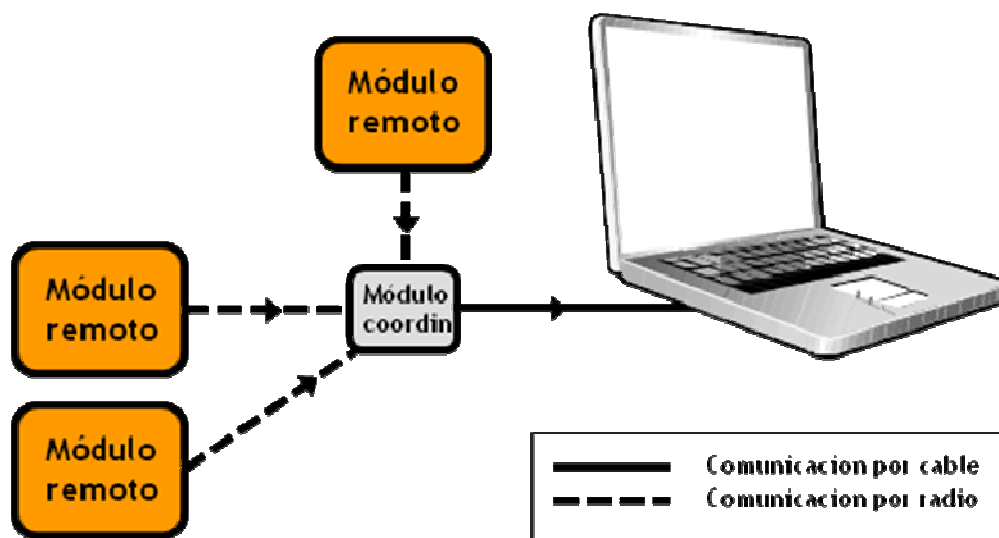 Módulo
remoto
Módulo
remoto
Módulo
coordin
Módulo
remoto
Comunicacion por cable
Comunicacion por radio